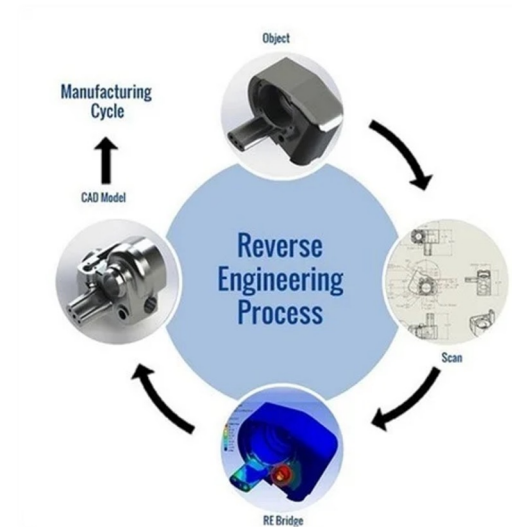 Object
Manufacturing
Cycle
CAD Model
Reverse
Engineering
Process
Scan
RE Bridge